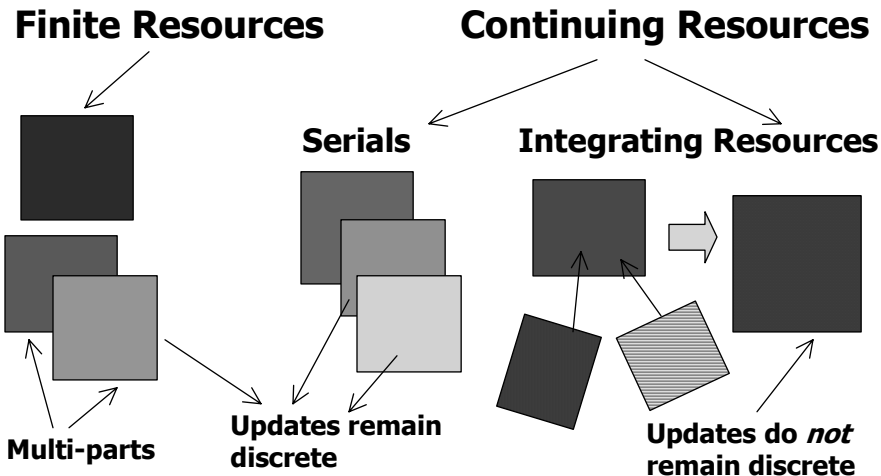 Finite Resources
Continuing Resources
Serials
Integrating Resources
Multi-parts
Updates remain
discrete
Updates do not
remain discrete